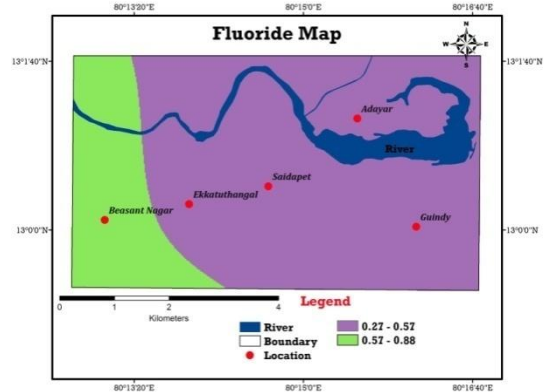 80°13'20"E 80°15'0"E 80°16'40"E
Fluoride Map
N
W E
S
13°1'40"N 13°1'40"N
Adayar
River
Saidapet
Ekkatuthangal
Beasant Nagar
Guindy
13°0'0"N 13°0'0"N
0 1 2 4
Kilometers
Legend
River 0.27 - 0.57
Boundary 0.57 - 0.88
Location
80°13'20"E 80°15'0"E 80°16'40"E